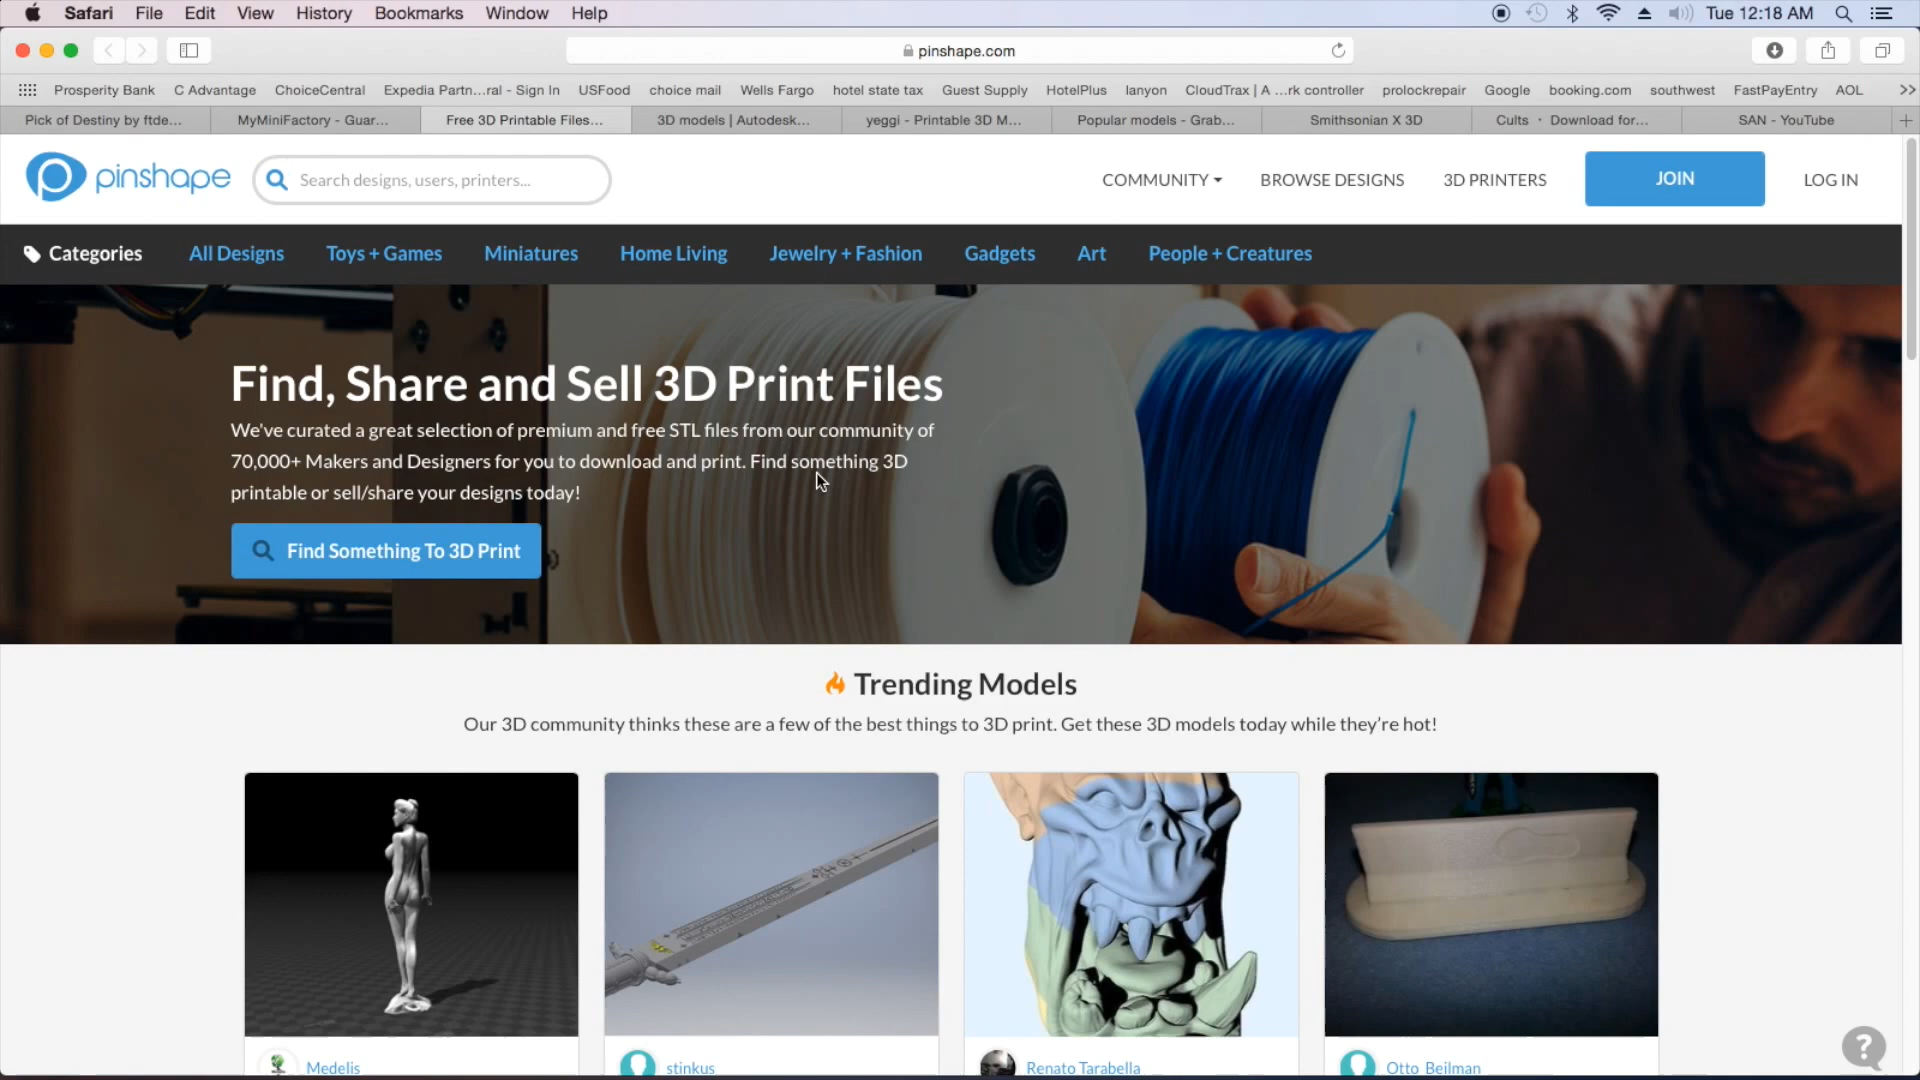 Safari File Edit View History Bookmarks Window Help Tue 12:18 AM
pinshape.com
Prosperity Bank C Advantage ChoiceCentral Expedia Partn...ral - Sign In USFood choice mail Wells Fargo hotel state tax Guest Supply HotelPlus lanyon CloudTrax | A ...rk controller prolockrepair Google booking.com southwest FastPayEntry AOL
Pick of Destiny by ftde... MyMiniFactory - Guar... Free 3D Printable Files... 3D models | Autodesk... yeggi - Printable 3D M... Popular models - Grab... Smithsonian X 3D Cults · Download for... SAN - YouTube
pinshape Search designs, users, printers... COMMUNITY BROWSE DESIGNS 3D PRINTERS JOIN LOG IN
Categories All Designs Toys + Games Miniatures Home Living Jewelry + Fashion Gadgets Art People + Creatures
Find, Share and Sell 3D Print Files
We've curated a great selection of premium and free STL files from our community of
70,000+ Makers and Designers for you to download and print. Find something 3D
printable or sell/share your designs today!
Find Something To 3D Print
Trending Models
Our 3D community thinks these are a few of the best things to 3D print. Get these 3D models today while they're hot!
Medelis stinkus Renato Tarabella Otto Beilman
?